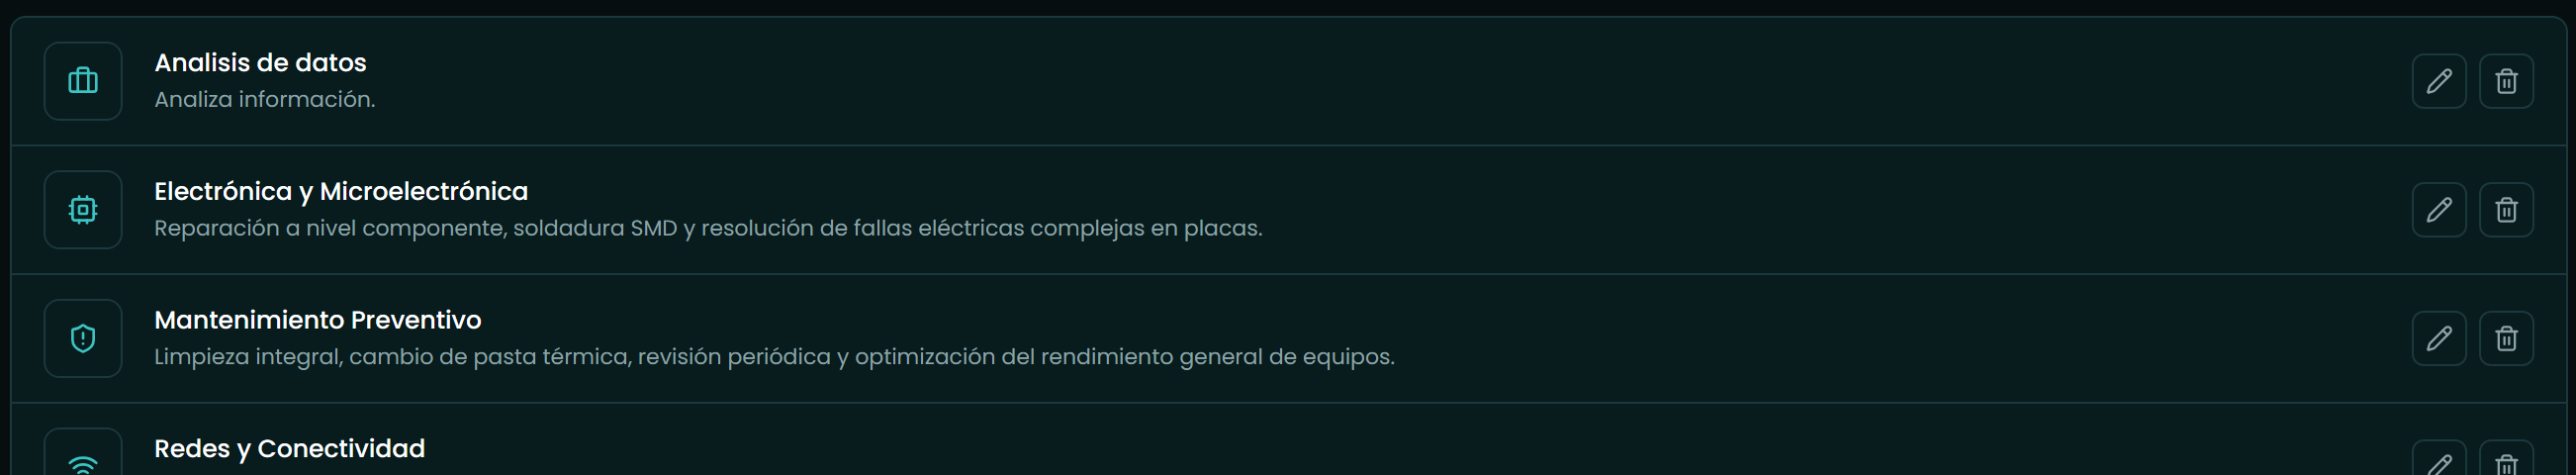 Analisis de datos
Analiza información.
Electrónica y Microelectrónica
Reparación a nivel componente, soldadura SMD y resolución de fallas eléctricas complejas en placas.
Mantenimiento Preventivo
Limpieza integral, cambio de pasta térmica, revisión periódica y optimización del rendimiento general de equipos.
Redes y Conectividad